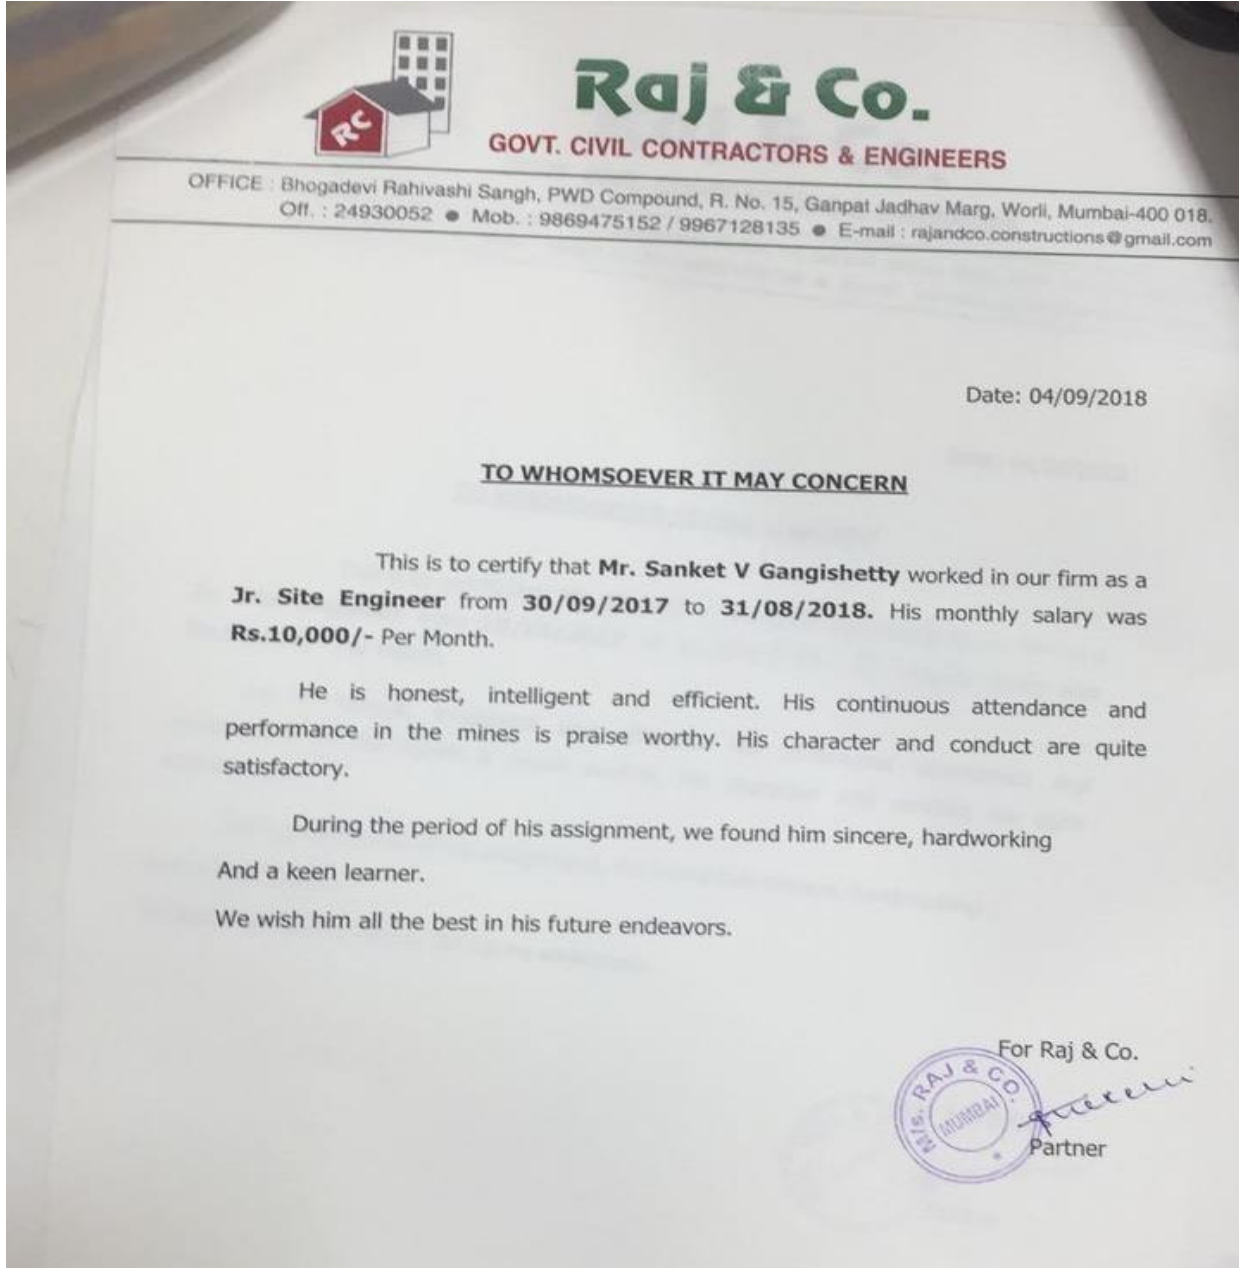 RC
Raj & Co.
GOVT. CIVIL CONTRACTORS & ENGINEERS
OFFICE : Bhogadevi Rahivashi Sangh, PWD Compound, R. No. 15, Ganpat Jadhav Marg, Worli, Mumbai-400 018.
Off. : 24930052 ● Mob. : 9869475152 / 9967128135 ● E-mail : rajandco.constructions@gmail.com
Date: 04/09/2018
TO WHOMSOEVER IT MAY CONCERN
This is to certify that Mr. Sanket V Gangishetty worked in our firm as a
Jr. Site Engineer from 30/09/2017 to 31/08/2018. His monthly salary was
Rs.10,000/- Per Month.
He is honest, intelligent and efficient. His continuous attendance and
performance in the mines is praise worthy. His character and conduct are quite
satisfactory.
During the period of his assignment, we found him sincere, hardworking
And a keen learner.
We wish him all the best in his future endeavors.
For Raj & Co.
M/s. RAJ & CO.
MUMBAI
Partner